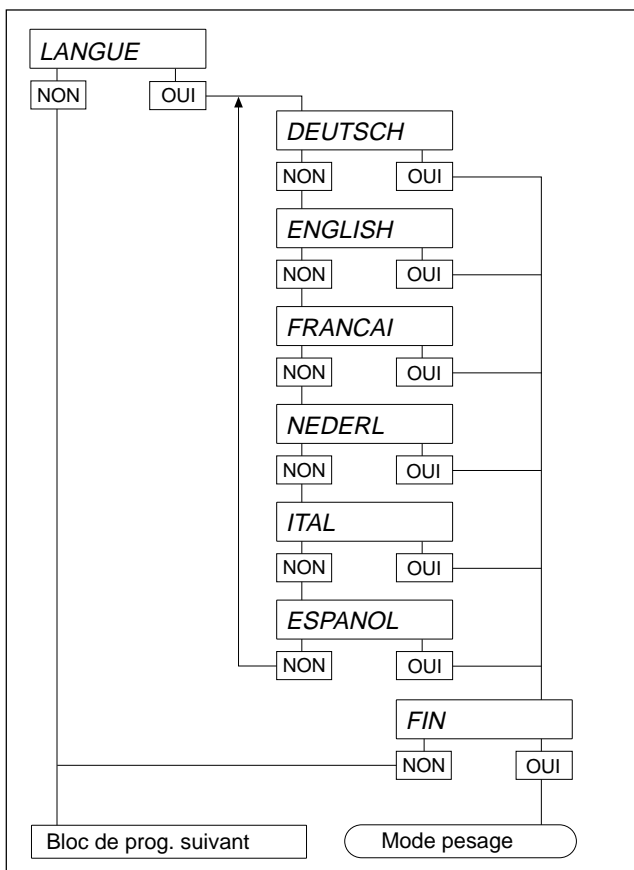 LANGUE
NON OUI
DEUTSCH
NON OUI
ENGLISH
NON OUI
FRANCAI
NON OUI
NEDERL
NON OUI
ITAL
NON OUI
ESPANOL
NON OUI
FIN
NON OUI
Bloc de prog. suivant Mode pesage